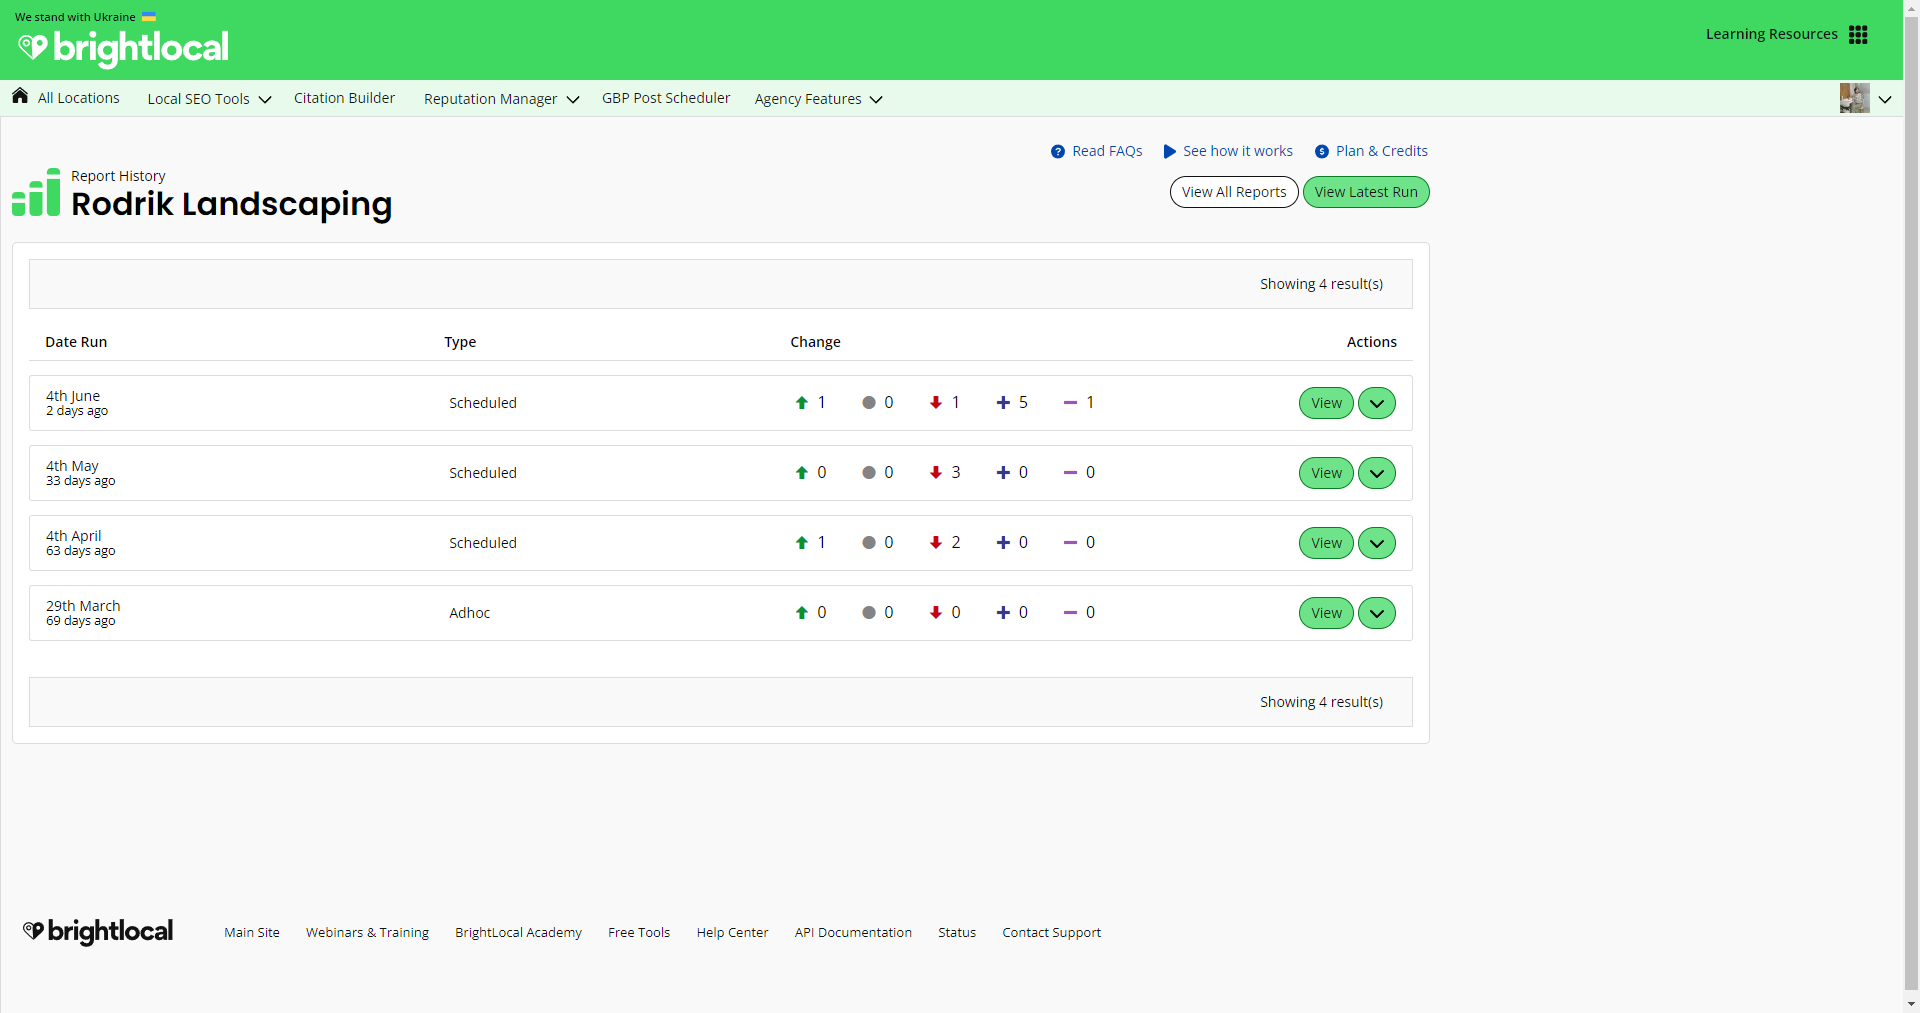 We stand with Ukraine
brightlocal
Learning Resources
All Locations Local SEO Tools Citation Builder Reputation Manager GBP Post Scheduler Agency Features
Read FAQs See how it works Plan & Credits
Report History
Rodrik Landscaping
View All Reports View Latest Run
Showing 4 result(s)
Date Run Type Change Actions
4th June
2 days ago
Scheduled 1 0 1 5 1 View
4th May
33 days ago
Scheduled 0 0 3 0 0 View
4th April
63 days ago
Scheduled 1 0 2 0 0 View
29th March
69 days ago
Adhoc 0 0 0 0 0 View
Showing 4 result(s)
brightlocal Main Site Webinars & Training BrightLocal Academy Free Tools Help Center API Documentation Status Contact Support